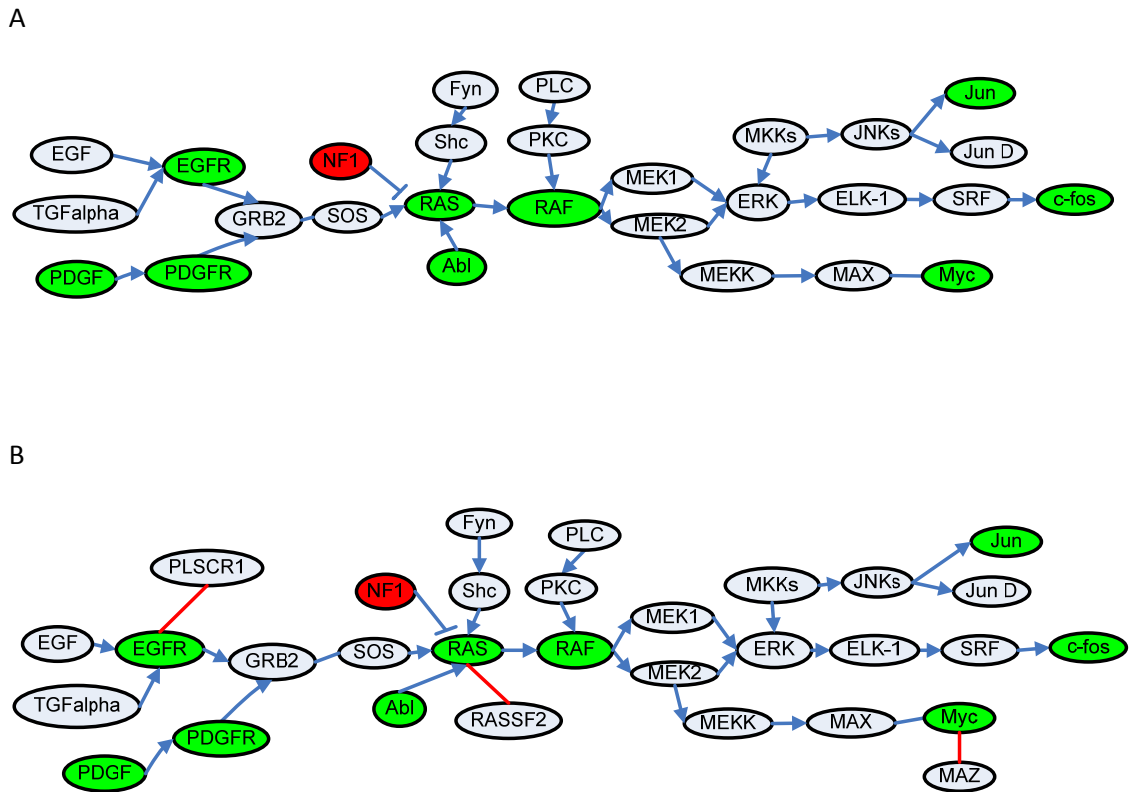 A
Fyn
PLC
Jun
EGF
EGFR
NF1
Shc
PKC
MKKs
JNKs
Jun D
TGFalpha
GRB2
SOS
RAS
RAF
MEK1
MEK2
ERK
ELK-1
SRF
c-fos
PDGF
PDGFR
Abl
MEKK
MAX
Myc
B
Fyn
PLC
Jun
PLSCR1
NF1
Shc
PKC
MKKs
JNKs
Jun D
EGF
EGFR
GRB2
SOS
RAS
RAF
MEK1
MEK2
ERK
ELK-1
SRF
c-fos
TGFalpha
Abl
RASSF2
MEKK
MAX
Myc
PDGFR
PDGF
MAZ